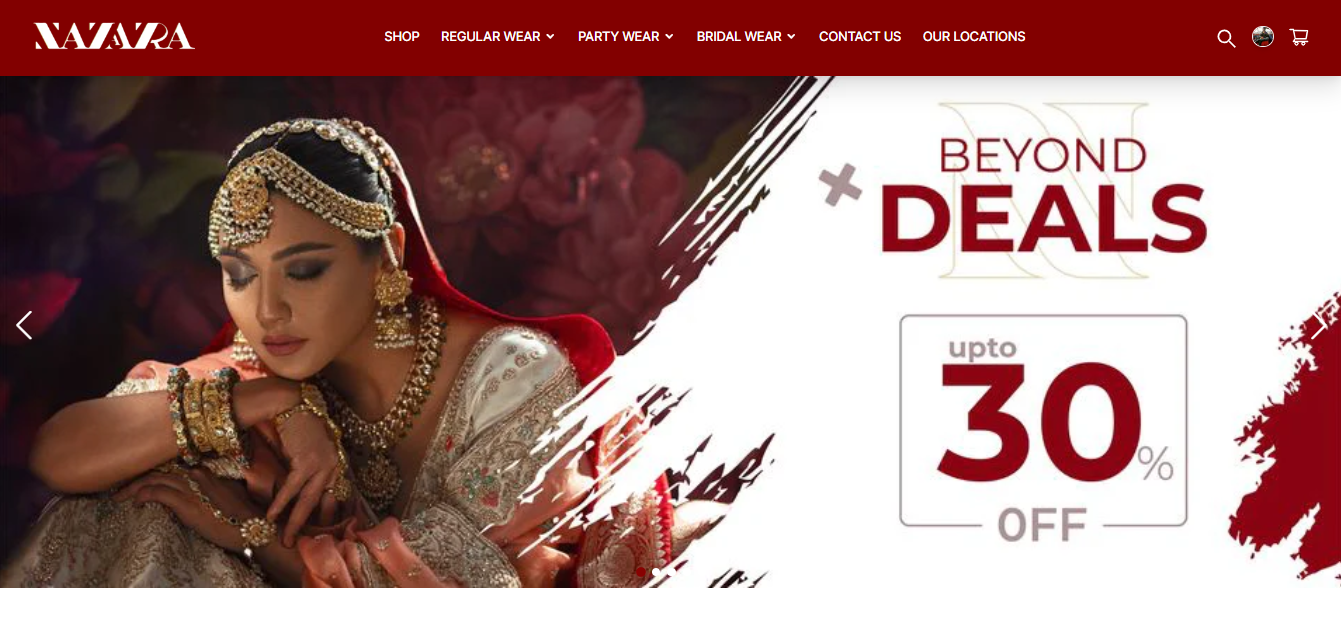 NAZARA
SHOP
REGULAR WEAR
PARTY WEAR
BRIDAL WEAR
CONTACT US
OUR LOCATIONS
BEYOND
DEALS
upto
30%
OFF